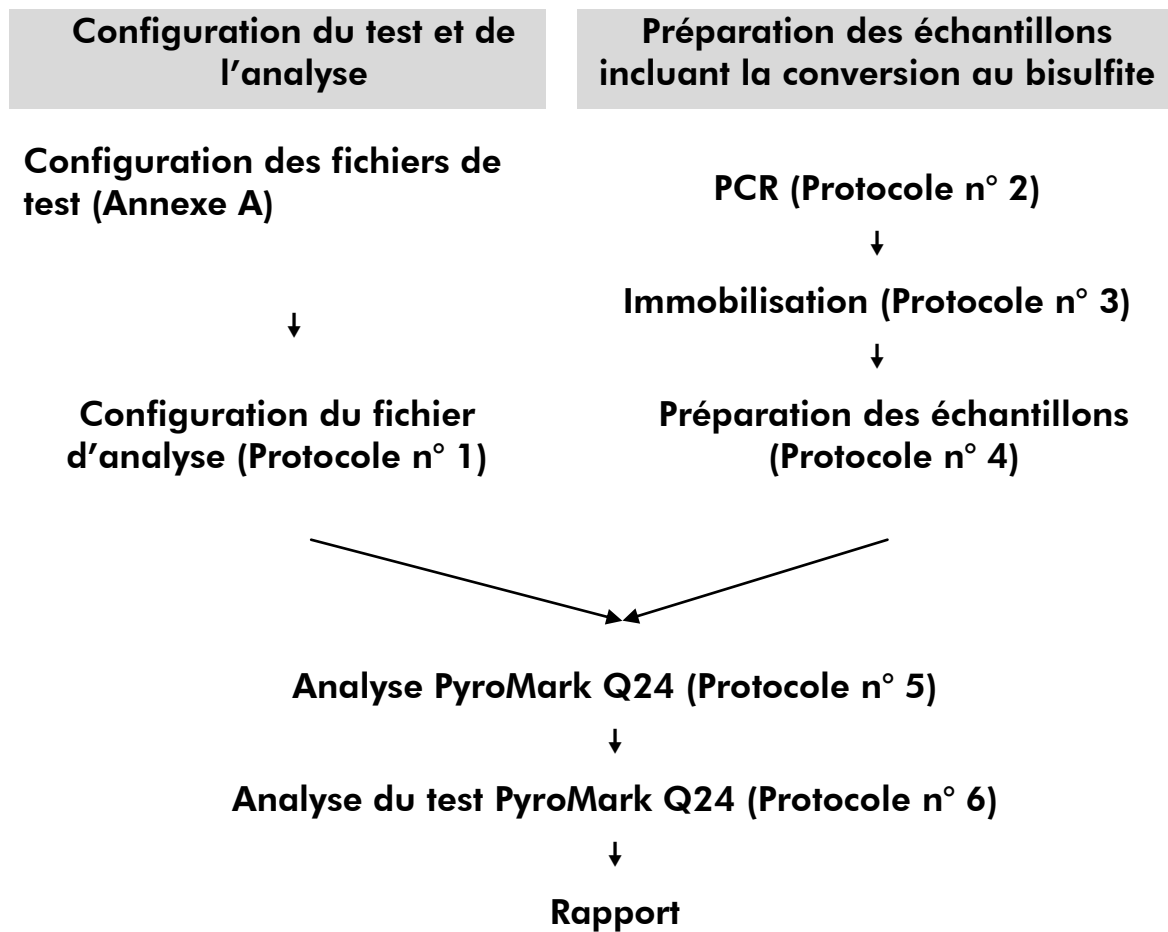 Configuration du test et de
l’analyse
Préparation des échantillons
incluant la conversion au bisulfite
Configuration des fichiers de
test (Annexe A)
PCR (Protocole n° 2)
Immobilisation (Protocole n° 3)
Configuration du fichier
d’analyse (Protocole n° 1)
Préparation des échantillons
(Protocole n° 4)
Analyse PyroMark Q24 (Protocole n° 5)
Analyse du test PyroMark Q24 (Protocole n° 6)
Rapport